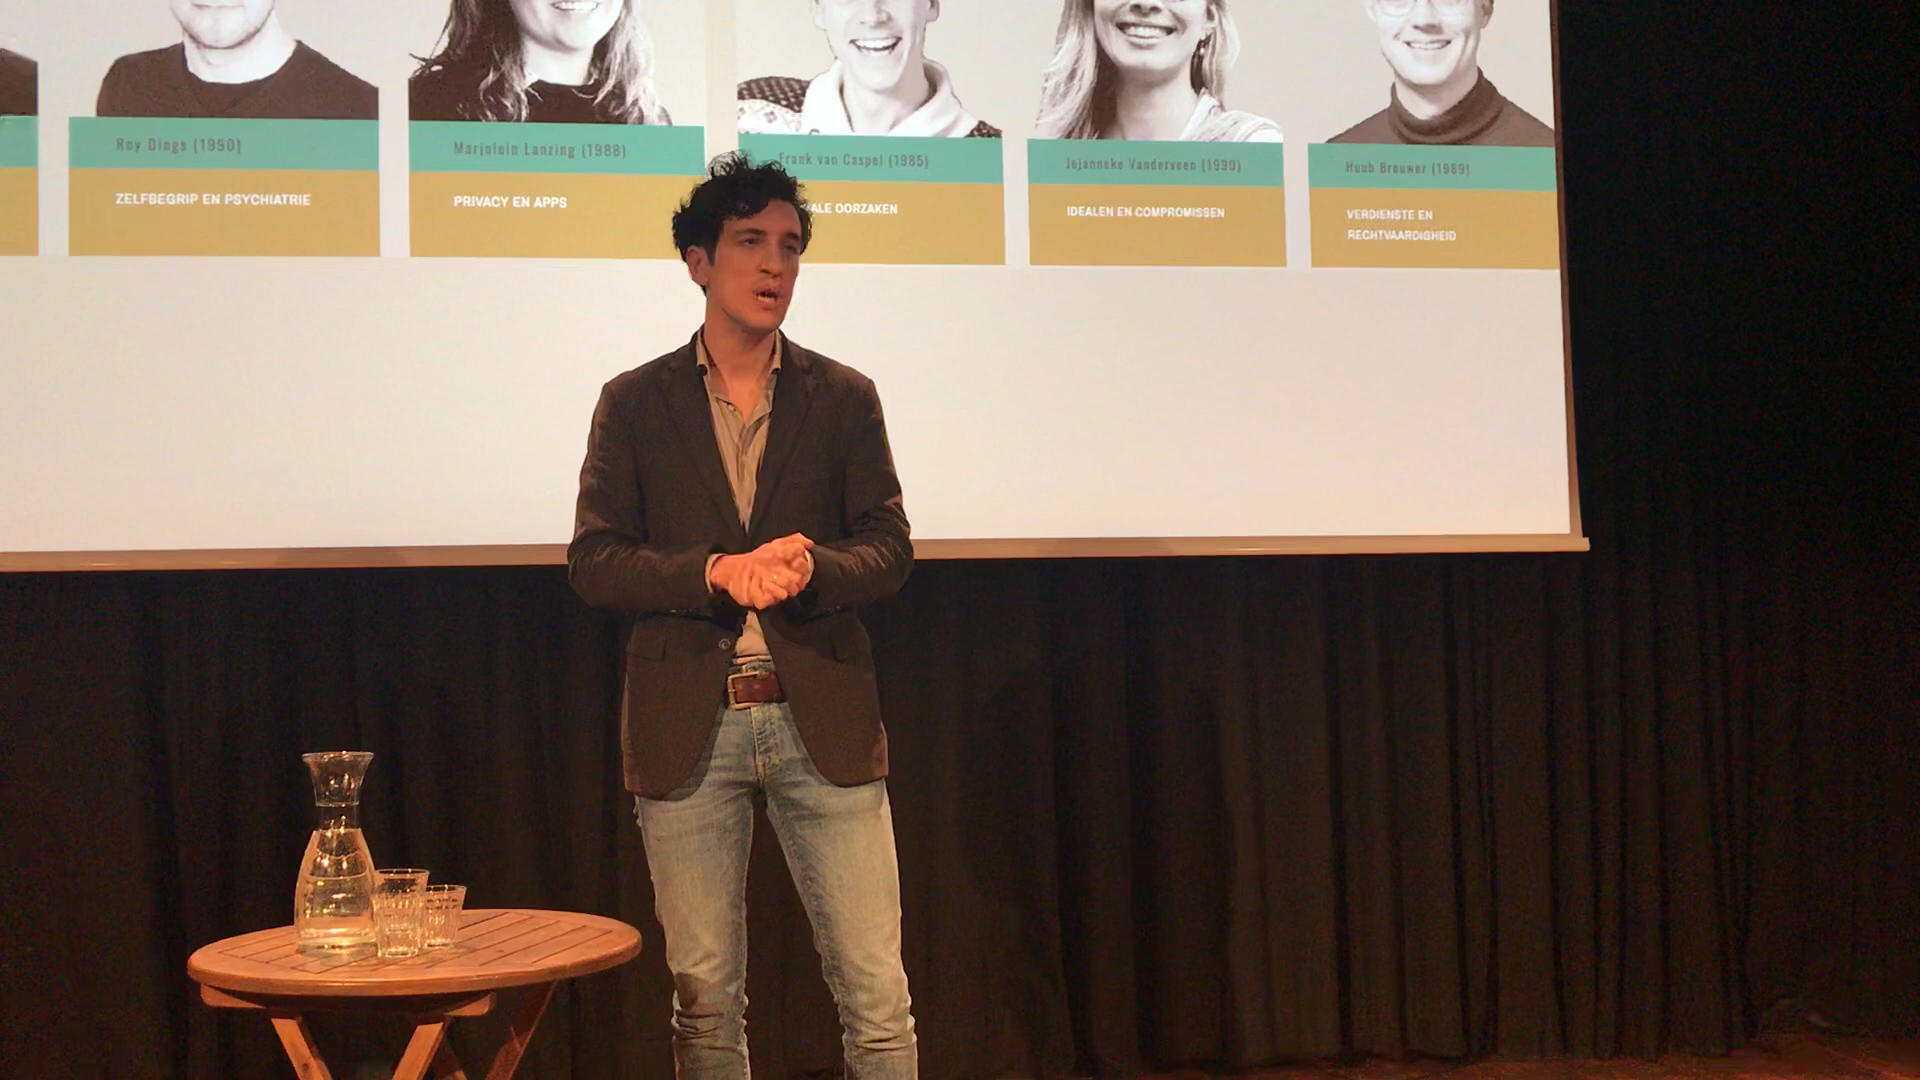 Roy Dings (1990)
ZELFBEGRIP EN PSYCHIATRIE
Marjolein Lanzing (1988)
PRIVACY EN APPS
Frank van Caspel (1985)
OORZAKEN
Jojanneke Vanderveen (1990)
IDEALEN EN COMPROMISSEN
Huub Brouwer (1989)
VERDIENSTE EN
RECHTVAARDIGHEID